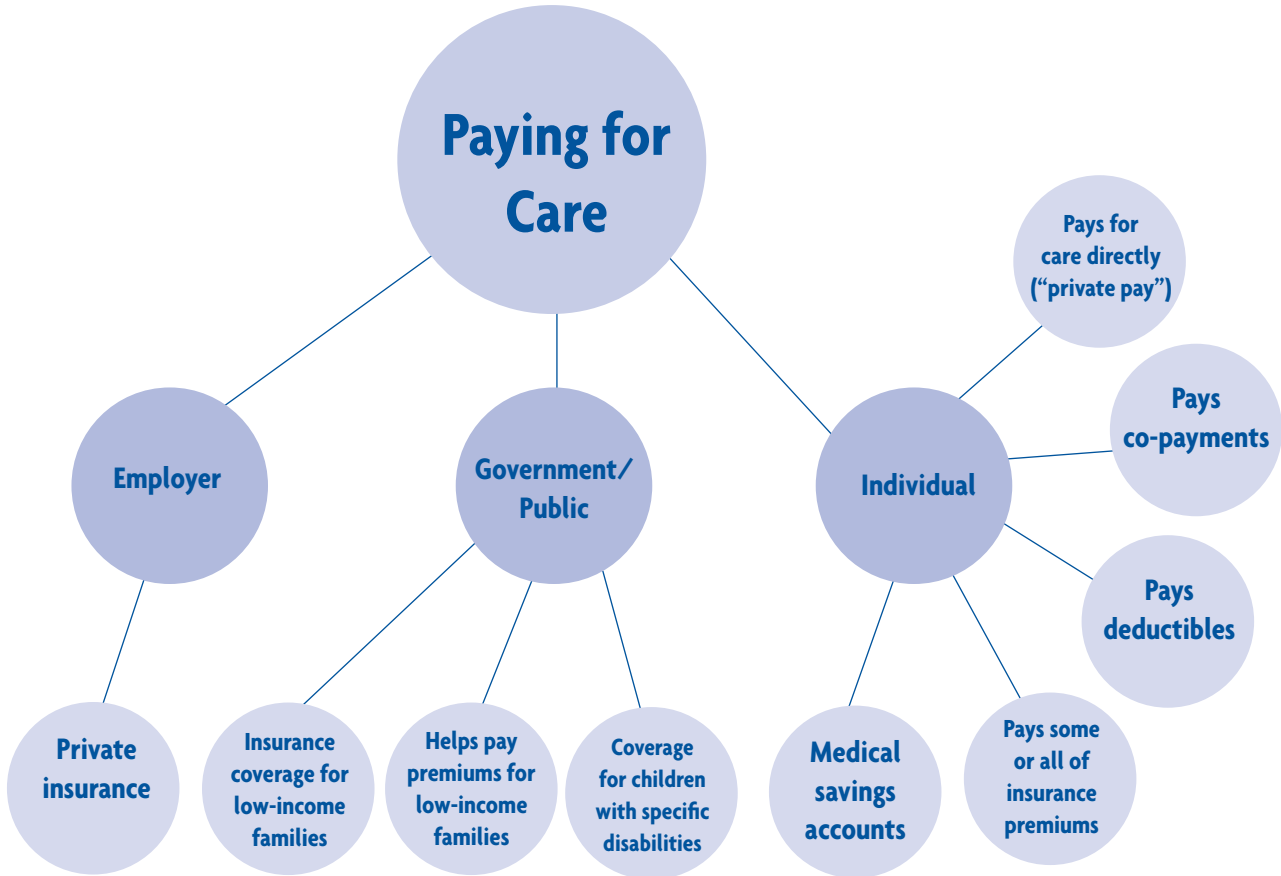 Paying for
Care
Employer
Private
insurance
Government/
Public
Insurance
coverage for
low-income
families
Helps pay
premiums for
low-income
families
Coverage
for children
with specific
disabilities
Individual
Pays for
care directly
(“private pay”)
Pays
co-payments
Pays
deductibles
Pays some
or all of
insurance
premiums
Medical
savings
accounts